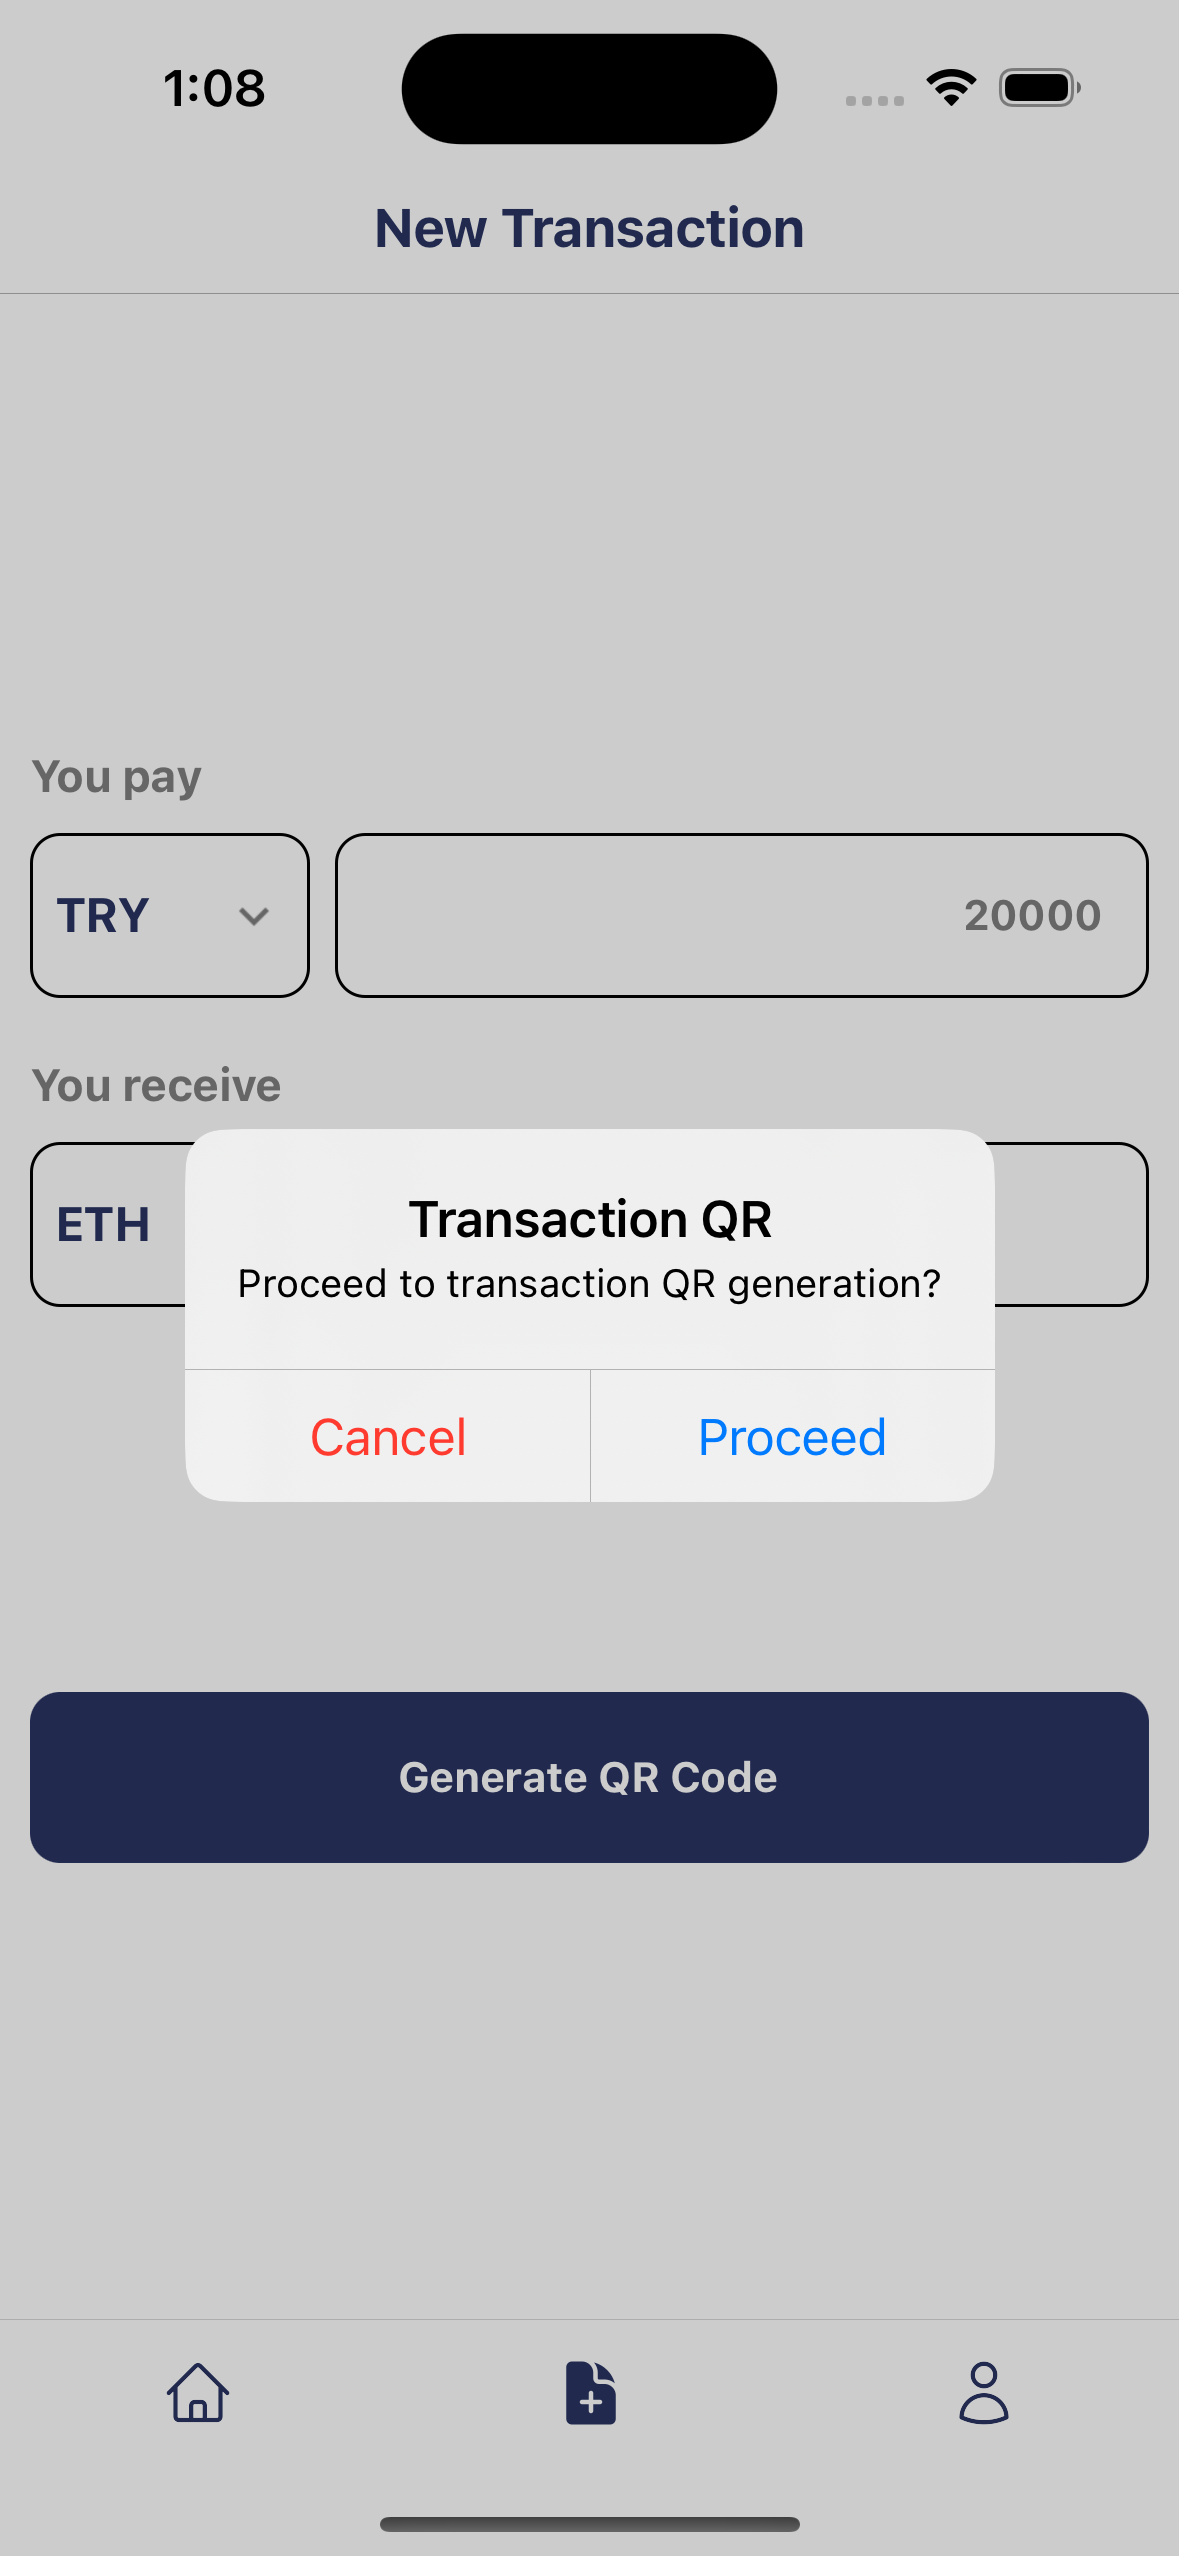 1:08
New Transaction
You pay
TRY
20000
You receive
ETH
Transaction QR
Proceed to transaction QR generation?
Cancel
Proceed
Generate QR Code